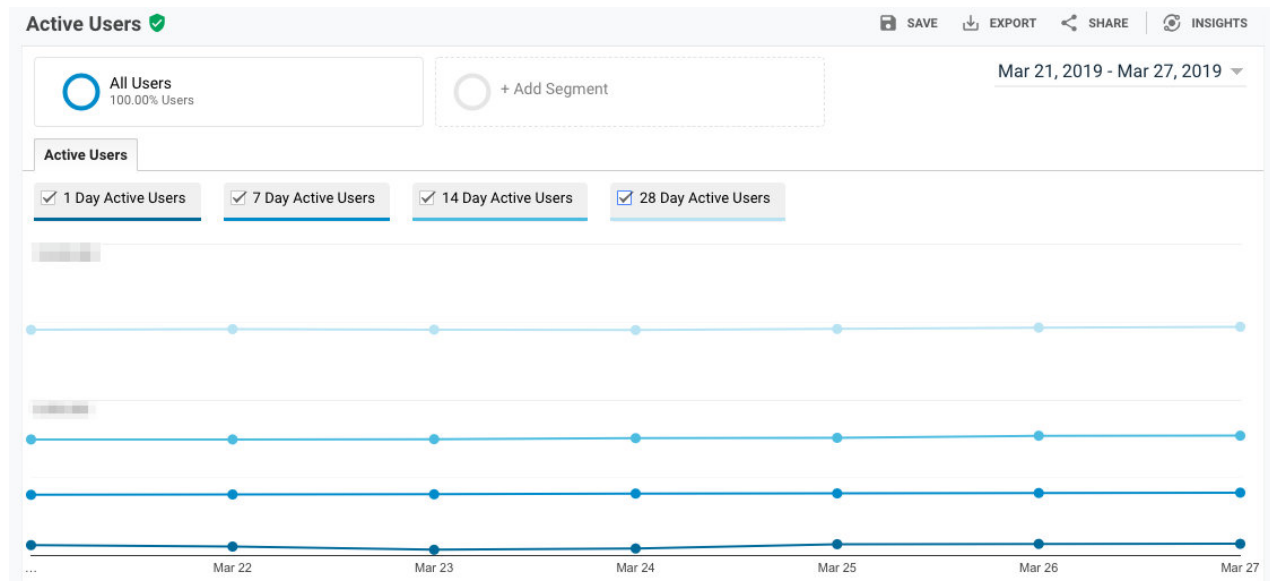 Active Users
SAVE EXPORT SHARE INSIGHTS
All Users
100.00% Users
+ Add Segment
Mar 21, 2019 - Mar 27, 2019
Active Users
1 Day Active Users
7 Day Active Users
14 Day Active Users
28 Day Active Users
... Mar 22 Mar 23 Mar 24 Mar 25 Mar 26 Mar 27